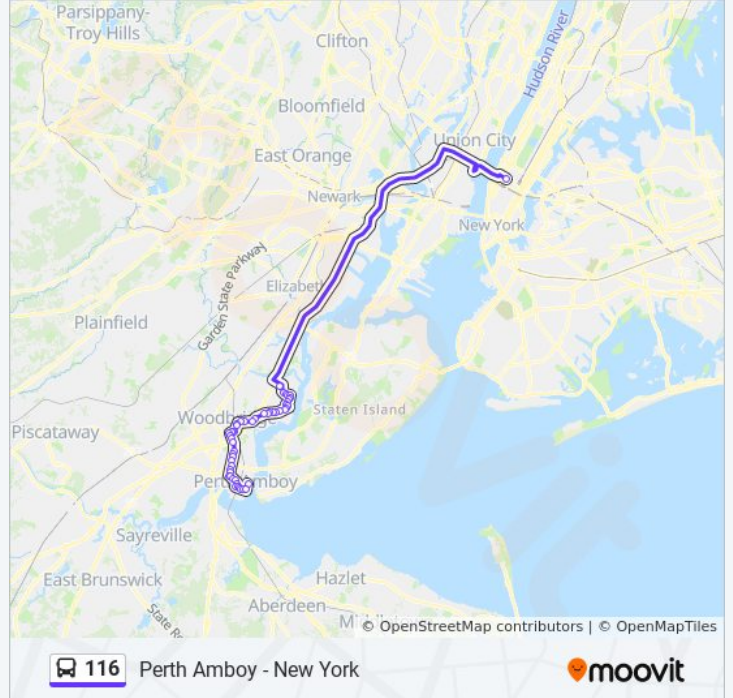 Parsippany-
Troy Hills
Clifton
Hudson River
Bloomfield
Union City
East Orange
Newark
New York
Garden State Parkway
Elizabeth
Plainfield
Staten Island
Woodbridge
Piscataway
Perth Amboy
Sayreville
East Brunswick
Hazlet
Aberdeen
State
© OpenStreetMap contributors | © OpenMapTiles
116 Perth Amboy - New York
moovit